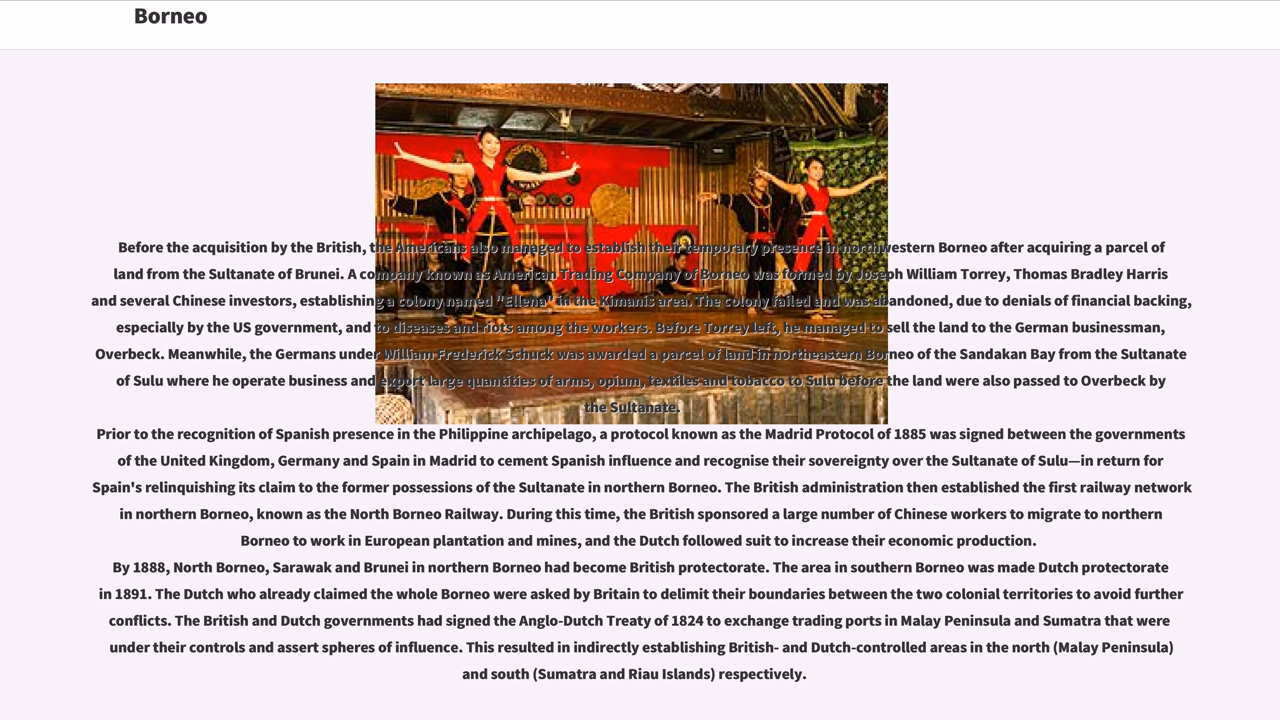 Borneo
Before the acquisition by the British, the Americans also managed to establish their temporary presence in northwestern Borneo after acquiring a parcel of
land from the Sultanate of Brunei. A company known as American Trading Company of Borneo was formed by Joseph William Torrey, Thomas Bradley Harris
and several Chinese investors, establishing a colony named "Ellena" in the Kimanis area. The colony failed and was abandoned, due to denials of financial backing,
especially by the US government, and to diseases and riots among the workers. Before Torrey left, he managed to sell the land to the German businessman,
Overbeck. Meanwhile, the Germans under William Frederick Schuck was awarded a parcel of land in northeastern Borneo of the Sandakan Bay from the Sultanate
of Sulu where he operate business and export large quantities of arms, opium, textiles and tobacco to Sulu before the land were also passed to Overbeck by
the Sultanate.
Prior to the recognition of Spanish presence in the Philippine archipelago, a protocol known as the Madrid Protocol of 1885 was signed between the governments
of the United Kingdom, Germany and Spain in Madrid to cement Spanish influence and recognise their sovereignty over the Sultanate of Sulu—in return for
Spain's relinquishing its claim to the former possessions of the Sultanate in northern Borneo. The British administration then established the first railway network
in northern Borneo, known as the North Borneo Railway. During this time, the British sponsored a large number of Chinese workers to migrate to northern
Borneo to work in European plantation and mines, and the Dutch followed suit to increase their economic production.
By 1888, North Borneo, Sarawak and Brunei in northern Borneo had become British protectorate. The area in southern Borneo was made Dutch protectorate
in 1891. The Dutch who already claimed the whole Borneo were asked by Britain to delimit their boundaries between the two colonial territories to avoid further
conflicts. The British and Dutch governments had signed the Anglo-Dutch Treaty of 1824 to exchange trading ports in Malay Peninsula and Sumatra that were
under their controls and assert spheres of influence. This resulted in indirectly establishing British- and Dutch-controlled areas in the north (Malay Peninsula)
and south (Sumatra and Riau Islands) respectively.